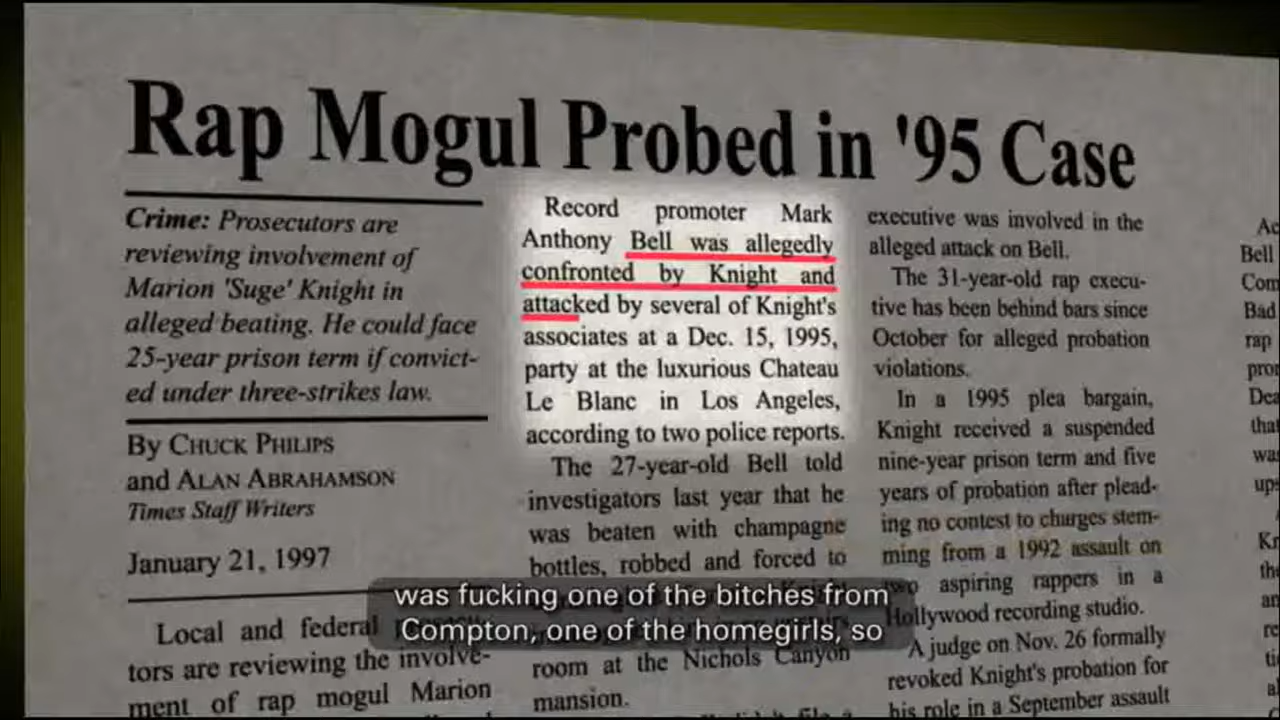 Rap Mogul Probed in '95 Case
Crime: Prosecutors are
reviewing involvement of
Marion 'Suge' Knight in
alleged beating. He could face
25-year prison term if convict-
ed under three-strikes law.
By CHUCK PHILIPS
and ALAN ABRAHAMSON
Times Staff Writers
January 21, 1997
Local and federal
tors are reviewing the involve-
ment of rap mogul Marion
Record promoter Mark
Anthony Bell was allegedly
confronted by Knight and
attacked by several of Knight's
associates at a Dec. 15, 1995,
party at the luxurious Chateau
Le Blanc in Los Angeles,
according to two police reports.
The 27-year-old Bell told
investigators last year that he
was beaten with champagne
bottles, robbed and forced to
room at the Nichols Canyon
mansion.
executive was involved in the
alleged attack on Bell.
The 31-year-old rap execu-
tive has been behind bars since
October for alleged probation
violations.
In a 1995 plea bargain,
Knight received a suspended
nine-year prison term and five
years of probation after plead-
ing no contest to charges stem-
ming from a 1992 assault on
two aspiring rappers in a
Hollywood recording studio.
A judge on Nov. 26 formally
revoked Knight's probation for
his role in a September assault
Bell
Bad
rap
was
was fucking one of the bitches from
Compton, one of the homegirls, so